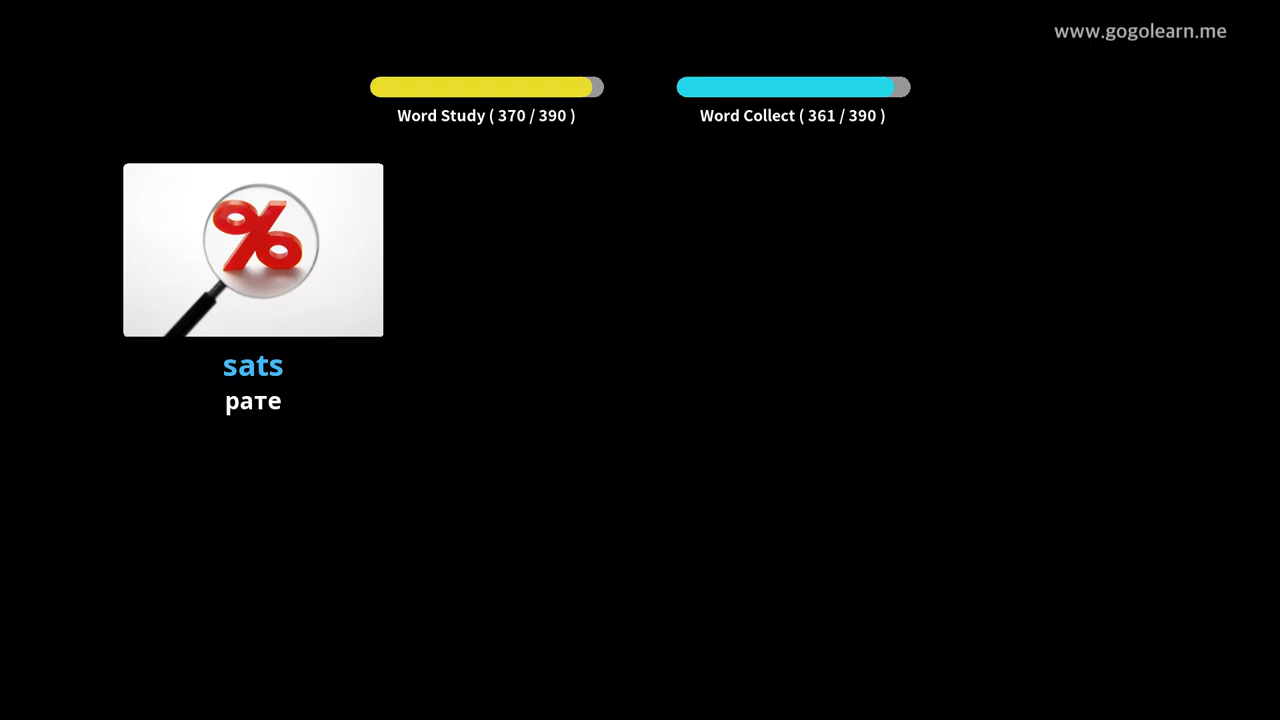 www.gogolearn.me
Word Study ( 370 / 390 )
Word Collect ( 361 / 390 )
%
sats
рате